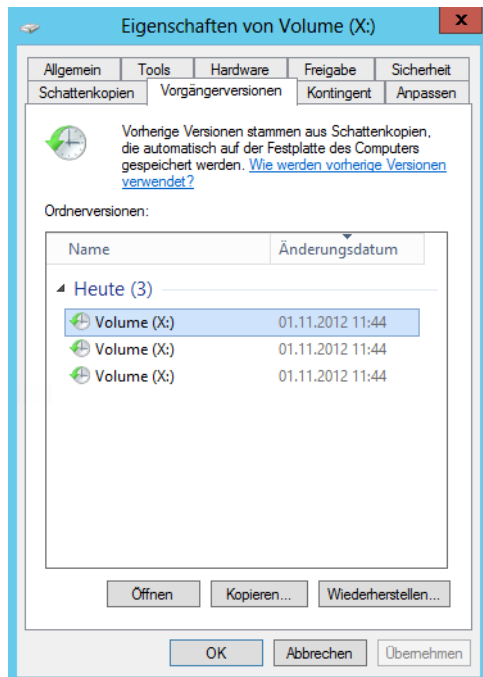 Eigenschaften von Volume (X:)
x
Allgemein Tools Hardware Freigabe Sicherheit
Schattenkopien Vorgängerversionen Kontingent Anpassen
Vorherige Versionen stammen aus Schattenkopien,
die automatisch auf der Festplatte des Computers
gespeichert werden. Wie werden vorherige Versionen
verwendet?
Ordnerversionen:
Name Änderungsdatum
Heute (3)
Volume (X:) 01.11.2012 11:44
Volume (X:) 01.11.2012 11:44
Volume (X:) 01.11.2012 11:44
Öffnen Kopieren... Wiederherstellen...
OK Abbrechen Übernehmen